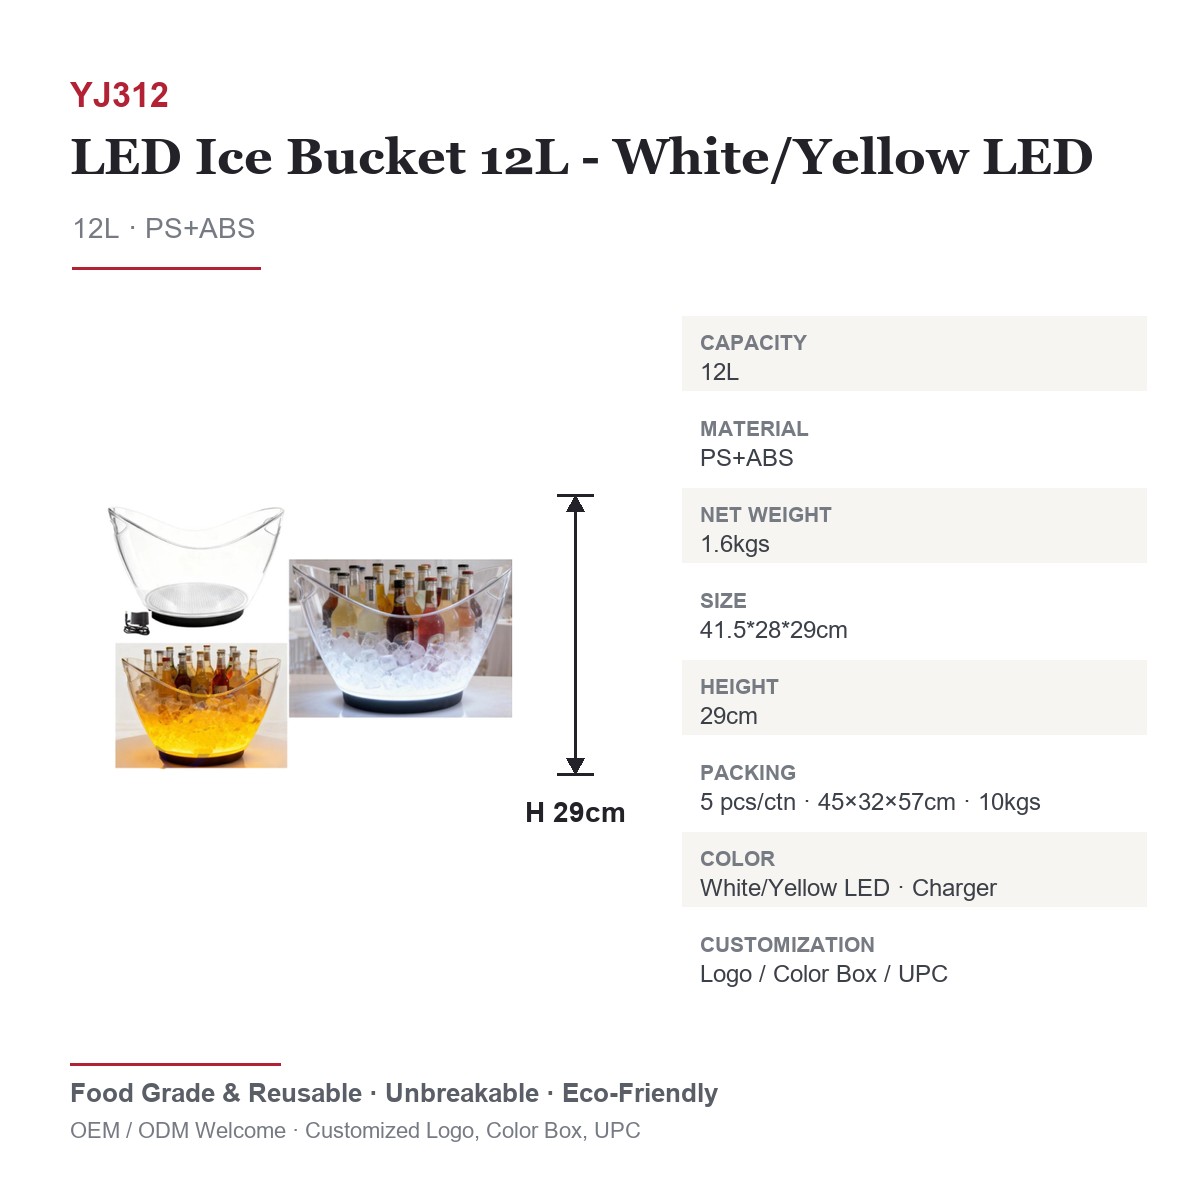 YJ312
LED Ice Bucket 12L - White/Yellow LED
12L · PS+ABS
CAPACITY
12L
MATERIAL
PS+ABS
NET WEIGHT
1.6kgs
SIZE
41.5*28*29cm
HEIGHT
29cm
PACKING
5 pcs/ctn · 45×32×57cm · 10kgs
COLOR
White/Yellow LED · Charger
CUSTOMIZATION
Logo / Color Box / UPC
H 29cm
Food Grade & Reusable · Unbreakable · Eco-Friendly
OEM / ODM Welcome · Customized Logo, Color Box, UPC